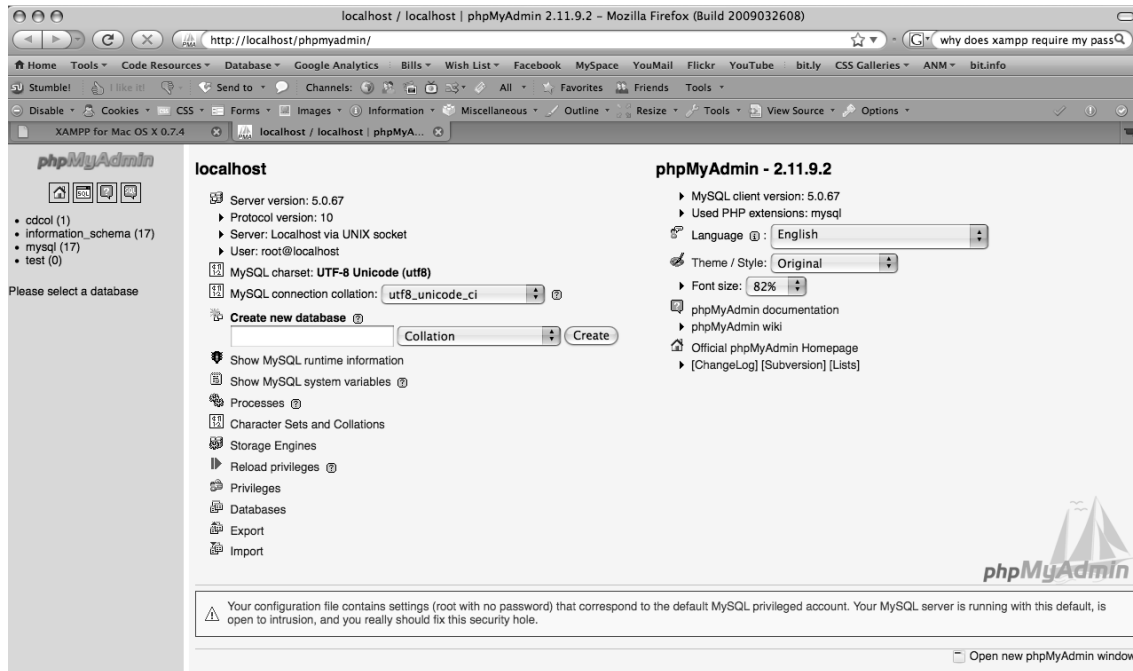 localhost / localhost | phpMyAdmin 2.11.9.2 – Mozilla Firefox (Build 2009032608)
http://localhost/phpmyadmin/ why does xampp require my pass
Home Tools Code Resources Database Google Analytics Bills Wish List Facebook MySpace YouMail Flickr YouTube bit.ly CSS Galleries ANM bit.info
Stumble! I like it! Send to Channels: All Favorites Friends Tools
Disable Cookies CSS Forms Images Information Miscellaneous Outline Resize Tools View Source Options
XAMPP for Mac OS X 0.7.4 localhost / localhost | phpMyA...
phpMyAdmin
SQL
cdcol (1)
information_schema (17)
mysql (17)
test (0)
Please select a database
localhost
Server version: 5.0.67
Protocol version: 10
Server: Localhost via UNIX socket
User: root@localhost
MySQL charset: UTF-8 Unicode (utf8)
MySQL connection collation: utf8_unicode_ci
Create new database
Collation Create
Show MySQL runtime information
Show MySQL system variables
Processes
Character Sets and Collations
Storage Engines
Reload privileges
Privileges
Databases
Export
Import
phpMyAdmin - 2.11.9.2
MySQL client version: 5.0.67
Used PHP extensions: mysql
Language : English
Theme / Style: Original
Font size: 82%
phpMyAdmin documentation
phpMyAdmin wiki
Official phpMyAdmin Homepage
[ChangeLog] [Subversion] [Lists]
phpMyAdmin
Your configuration file contains settings (root with no password) that correspond to the default MySQL privileged account. Your MySQL server is running with this default, is
open to intrusion, and you really should fix this security hole.
Open new phpMyAdmin window